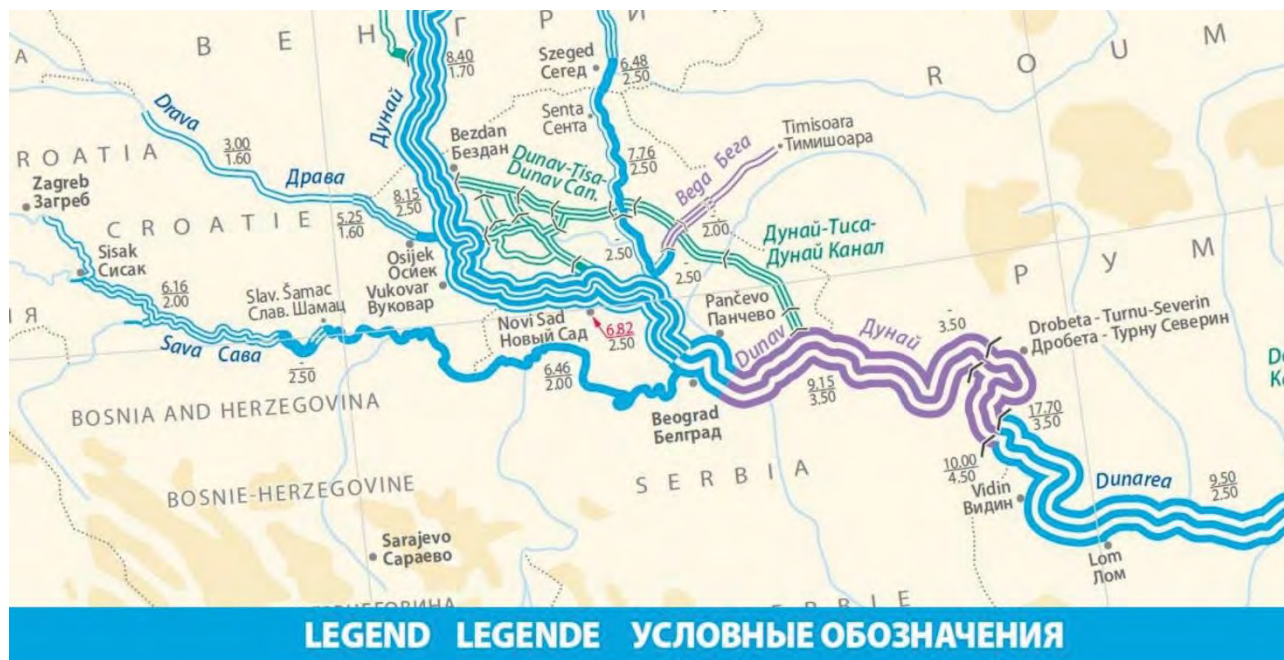 В Е Н Г Р И
R O U M
8.40
1.70
Szeged
Сегед
6.48
2.50
Drava
Дунай
Senta
Сента
Timisoara
Тимишоара
R O A T I A
3.00
1.60
Bezdan
Бездан
7.76
2.50
Bega Бега
Zagreb
Загреб
Драва
Dunav-Tisa-
Dunav Can.
8.15
2.50
C R O A T I E
5.25
1.60
-
2.00
Дунай-Тиса-
Дунай Канал
Sisak
Сисак
Osijek
Осиек
-
2.50
-
2.50
Р У М
6.16
2.00
Slav. Šamac
Слав. Шамац
Vukovar
Вуковар
Pančevo
Панчево
Novi Sad
Новый Сад
6.82
2.50
Dunav
Дунай
-
3.50
Drobeta - Turnu-Severin
Дробета - Турну Северин
Sava Сава
-
2.50
6.46
2.00
9.15
3.50
BOSNIA AND HERZEGOVINA
Beograd
Белград
17.70
3.50
S E R B I A
10.00
4.50
Vidin
Видин
Dunarea
9.50
2.50
BOSNIE-HERZEGOVINE
Sarajevo
Сараево
Lom
Лом
LEGEND LEGENDE УСЛОВНЫЕ ОБОЗНАЧЕНИЯ